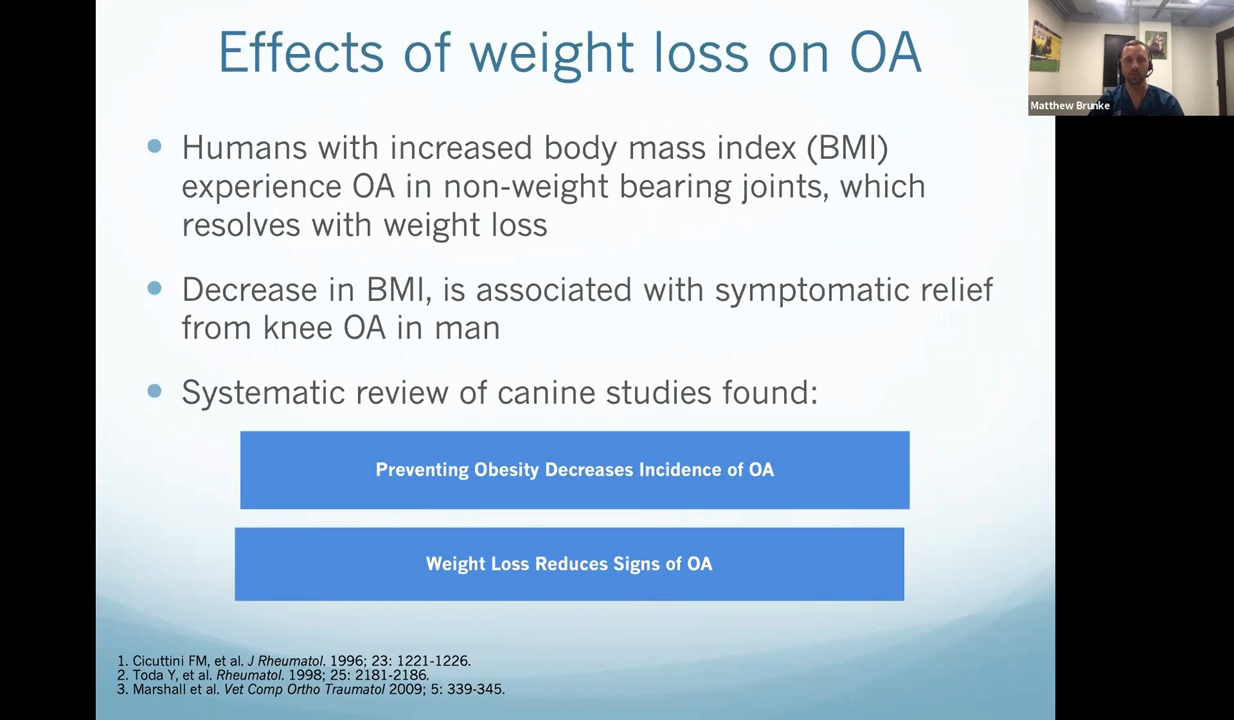 Effects of weight loss on OA
Matthew Brunke
• Humans with increased body mass index (BMI)
experience OA in non-weight bearing joints, which
resolves with weight loss
• Decrease in BMI, is associated with symptomatic relief
from knee OA in man
• Systematic review of canine studies found:
Preventing Obesity Decreases Incidence of OA
Weight Loss Reduces Signs of OA
1. Cicuttini FM, et al. J Rheumatol. 1996; 23: 1221-1226.
2. Toda Y, et al. Rheumatol. 1998; 25: 2181-2186.
3. Marshall et al. Vet Comp Ortho Traumatol 2009; 5: 339-345.